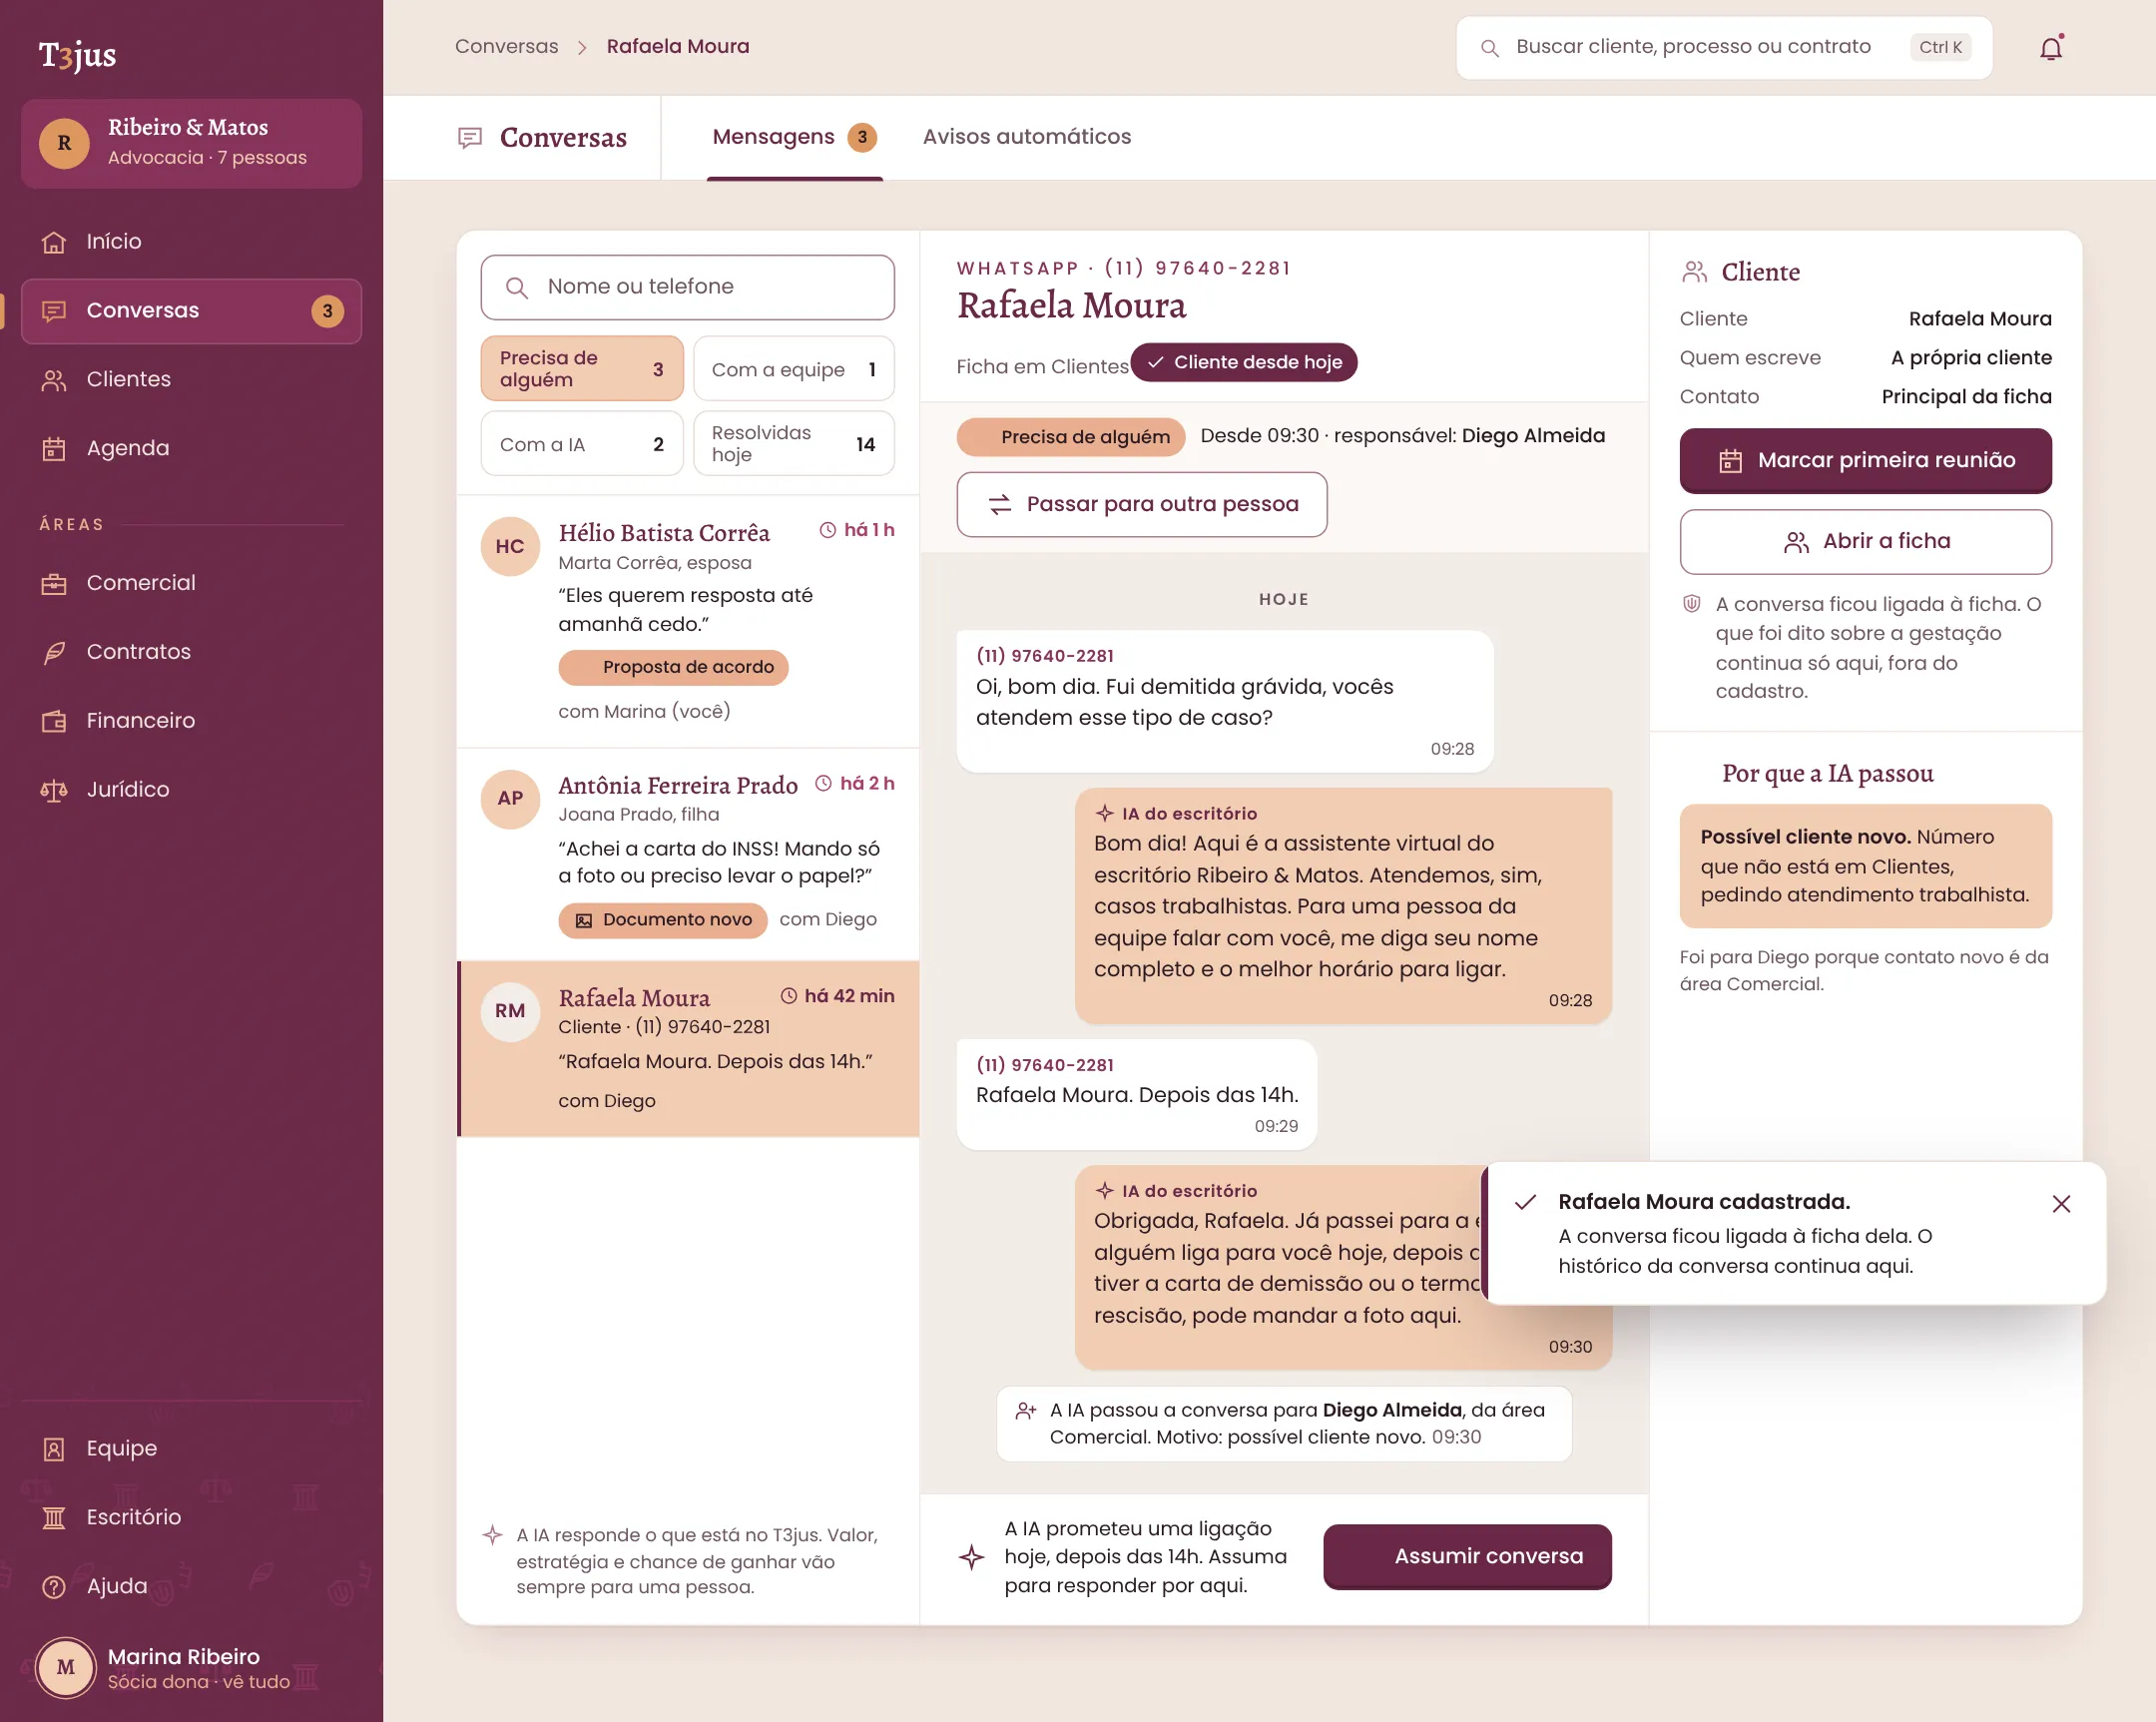 T3jus
R
Ribeiro & Matos
Advocacia · 7 pessoas
Início
Conversas
3
Clientes
Agenda
ÁREAS
Comercial
Contratos
Financeiro
Jurídico
Equipe
Escritório
Ajuda
M
Marina Ribeiro
Sócia dona · vê tudo
Conversas
Rafaela Moura
Buscar cliente, processo ou contrato
Ctrl K
Conversas
Mensagens
3
Avisos automáticos
Nome ou telefone
Precisa de
alguém
3
Com a equipe
1
Com a IA
2
Resolvidas
hoje
14
HC
Hélio Batista Corrêa
há 1 h
Marta Corrêa, esposa
“Eles querem resposta até
amanhã cedo.”
Proposta de acordo
com Marina (você)
AP
Antônia Ferreira Prado
há 2 h
Joana Prado, filha
“Achei a carta do INSS! Mando só
a foto ou preciso levar o papel?”
Documento novo
com Diego
RM
Rafaela Moura
há 42 min
Cliente · (11) 97640-2281
“Rafaela Moura. Depois das 14h.”
com Diego
A IA responde o que está no T3jus. Valor,
estratégia e chance de ganhar vão
sempre para uma pessoa.
WHATSAPP · (11) 97640-2281
Rafaela Moura
Ficha em Clientes
Cliente desde hoje
Precisa de alguém
Desde 09:30 · responsável: Diego Almeida
Passar para outra pessoa
HOJE
(11) 97640-2281
Oi, bom dia. Fui demitida grávida, vocês
atendem esse tipo de caso?
09:28
IA do escritório
Bom dia! Aqui é a assistente virtual do
escritório Ribeiro & Matos. Atendemos, sim,
casos trabalhistas. Para uma pessoa da
equipe falar com você, me diga seu nome
completo e o melhor horário para ligar.
09:28
(11) 97640-2281
Rafaela Moura. Depois das 14h.
09:29
IA do escritório
Obrigada, Rafaela. Já passei para a
alguém liga para você hoje, depois
tiver a carta de demissão ou o
rescisão, pode mandar a foto aqui.
09:30
A IA passou a conversa para Diego Almeida, da área
Comercial. Motivo: possível cliente novo. 09:30
A IA prometeu uma ligação
hoje, depois das 14h. Assuma
para responder por aqui.
Assumir conversa
Cliente
Cliente
Rafaela Moura
Quem escreve
A própria cliente
Contato
Principal da ficha
Marcar primeira reunião
Abrir a ficha
A conversa ficou ligada à ficha. O
que foi dito sobre a gestação
continua só aqui, fora do
cadastro.
Por que a IA passou
Possível cliente novo. Número
que não está em Clientes,
pedindo atendimento trabalhista.
Foi para Diego porque contato novo é da
área Comercial.
Rafaela Moura cadastrada.
A conversa ficou ligada à ficha dela. O
histórico da conversa continua aqui.